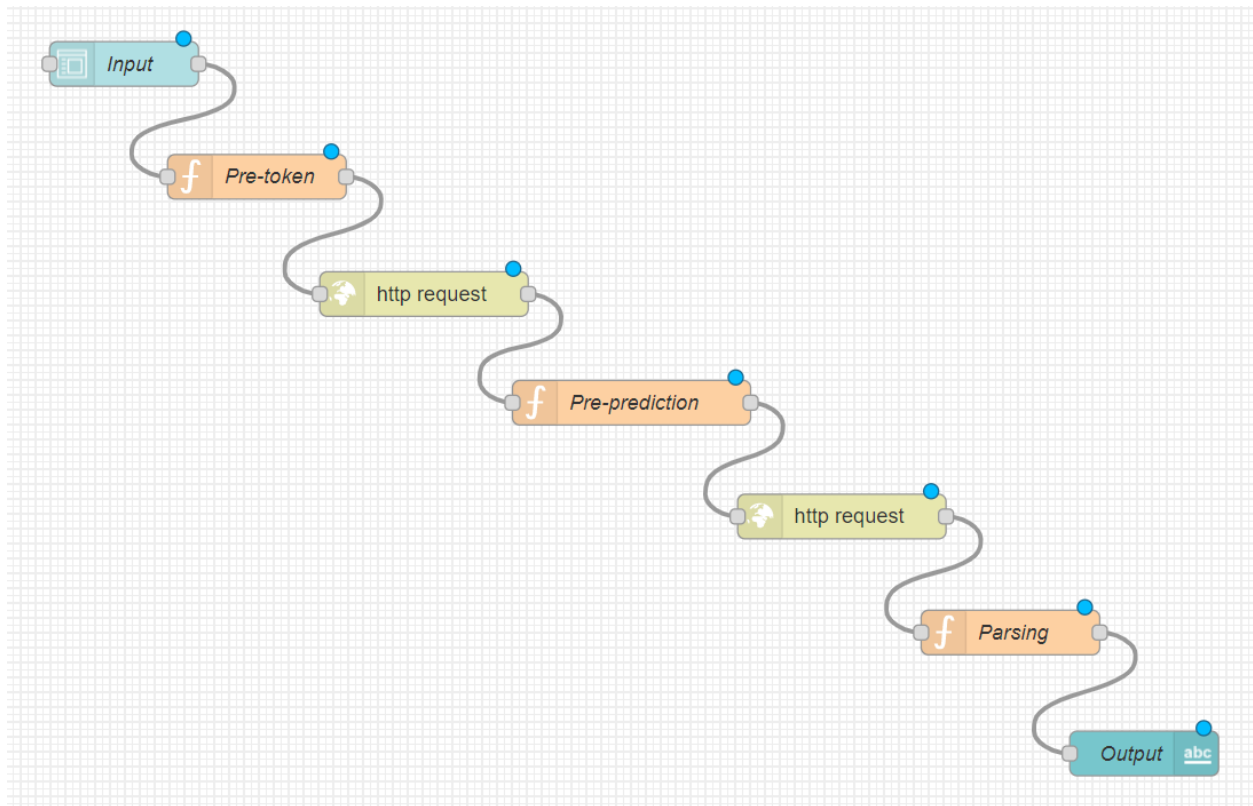 Input
Pre-token
http request
Pre-prediction
http request
Parsing
Output abc